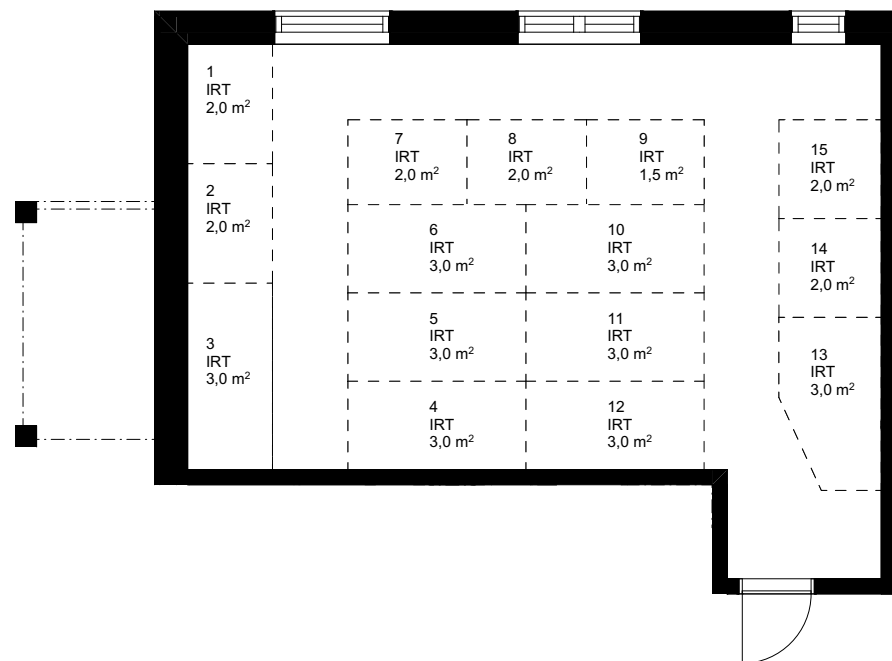 1
IRT
2,0 m²
2
IRT
2,0 m²
3
IRT
3,0 m²
7
IRT
2,0 m²
8
IRT
2,0 m²
9
IRT
1,5 m²
6
IRT
3,0 m²
10
IRT
3,0 m²
5
IRT
3,0 m²
11
IRT
3,0 m²
4
IRT
3,0 m²
12
IRT
3,0 m²
15
IRT
2,0 m²
14
IRT
2,0 m²
13
IRT
3,0 m²